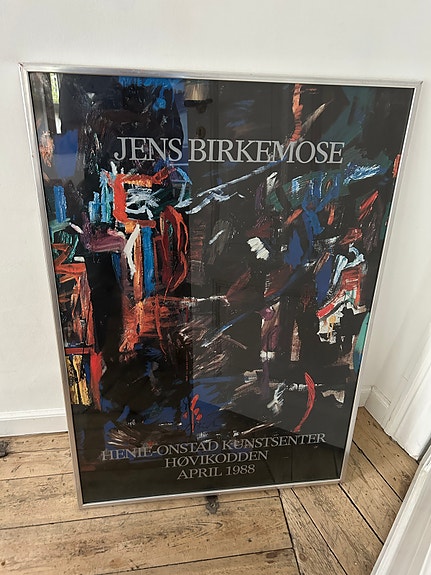 JENS BIRKEMOSE
HENIE-ONSTAD KUNSTSENTER
HØVIKODDEN
APRIL 1988